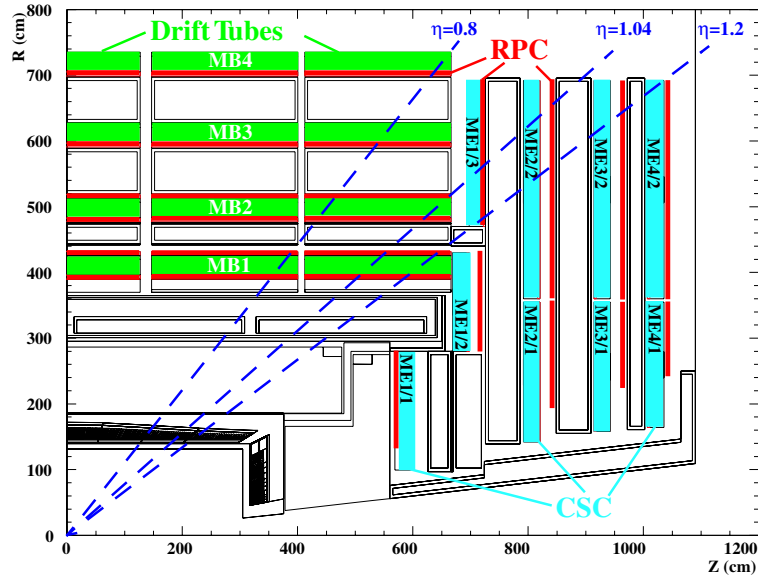 R (cm)
800
700
600
500
400
300
200
100
0
0
200
400
600
800
1000
1200
Z (cm)
Drift Tubes
η=0.8
RPC
η=1.04
η=1.2
MB4
MB3
MB2
MB1
ME1/3
ME2/2
ME3/2
ME4/2
ME1/2
ME2/1
ME3/1
ME4/1
ME1/1
CSC